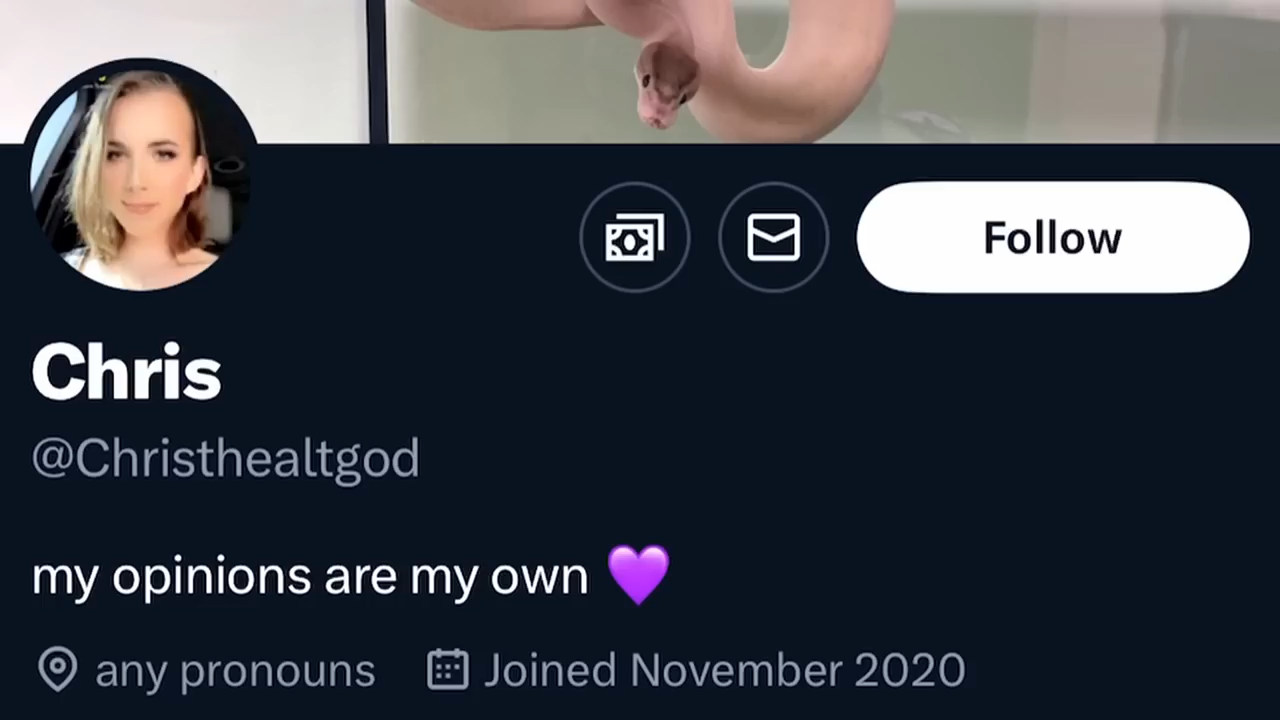 Follow
Chris
@Christhealtgod
my opinions are my own 💜
any pronouns Joined November 2020